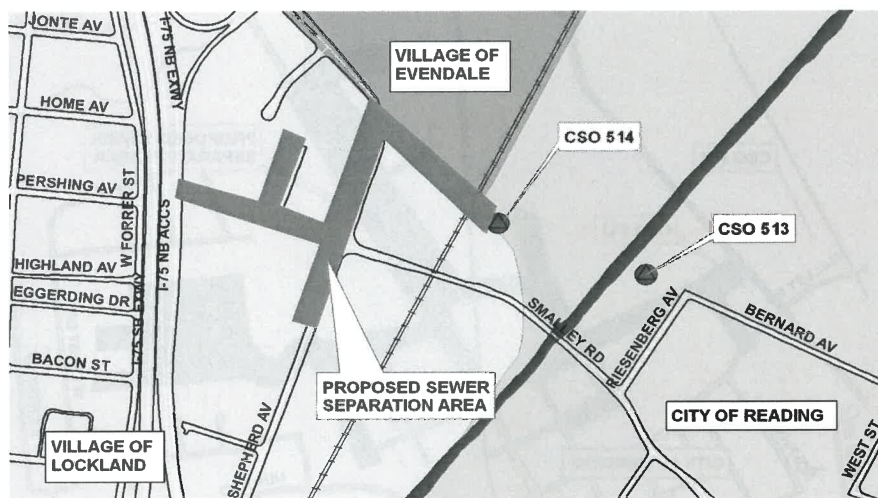 JONTE AV
I-75 NB EXWY
VILLAGE OF
EVENDALE
HOME AV
CSO 514
PERSHING AV
W FORRER ST
I-75 NB ACCS
CSO 513
HIGHLAND AV
EGGERDING DR
I-75 SB EXWY
SMALLEY RD
RIESENBERG AV
BERNARD AV
BACON ST
PROPOSED SEWER
SEPARATION AREA
CITY OF READING
VILLAGE OF
LOCKLAND
SHEPHERD AV
WEST ST